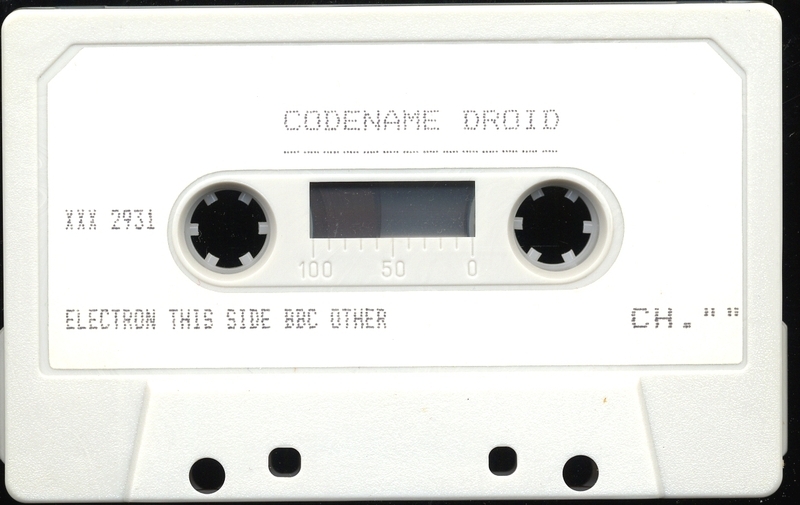 CODENAME DROID
XXX 2931
100 50 0
ELECTRON THIS SIDE BBC OTHER
CH.""